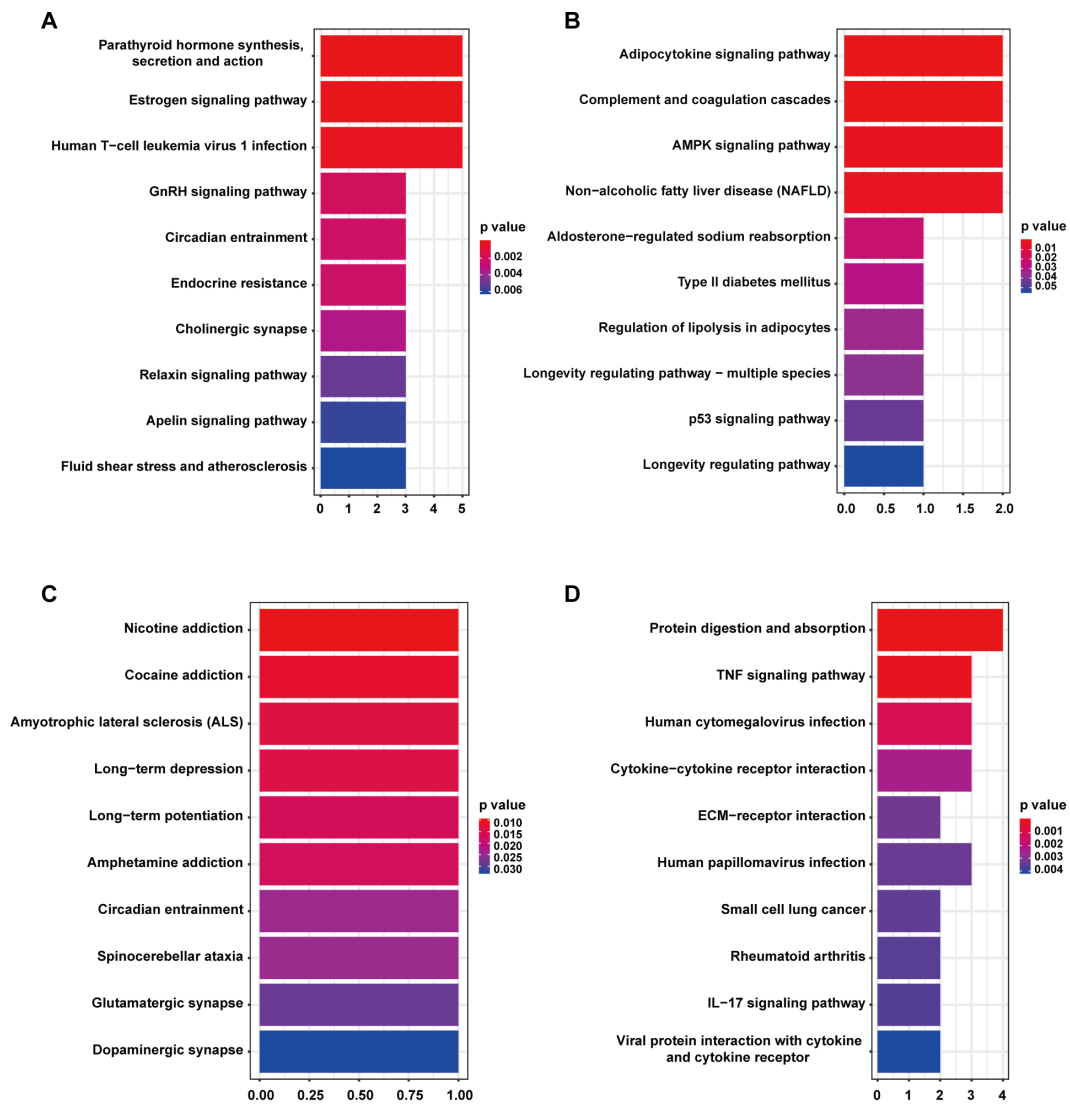 A
Parathyroid hormone synthesis,
secretion and action
Estrogen signaling pathway
Human T−cell leukemia virus 1 infection
GnRH signaling pathway
Circadian entrainment
Endocrine resistance
Cholinergic synapse
Relaxin signaling pathway
Apelin signaling pathway
Fluid shear stress and atherosclerosis
0 1 2 3 4 5
p value
0.002
0.004
0.006
B
Adipocytokine signaling pathway
Complement and coagulation cascades
AMPK signaling pathway
Non−alcoholic fatty liver disease (NAFLD)
Aldosterone−regulated sodium reabsorption
Type II diabetes mellitus
Regulation of lipolysis in adipocytes
Longevity regulating pathway − multiple species
p53 signaling pathway
Longevity regulating pathway
0.0 0.5 1.0 1.5 2.0
p value
0.01
0.02
0.03
0.04
0.05
C
Nicotine addiction
Cocaine addiction
Amyotrophic lateral sclerosis (ALS)
Long−term depression
Long−term potentiation
Amphetamine addiction
Circadian entrainment
Spinocerebellar ataxia
Glutamatergic synapse
Dopaminergic synapse
0.00 0.25 0.50 0.75 1.00
p value
0.010
0.015
0.020
0.025
0.030
D
Protein digestion and absorption
TNF signaling pathway
Human cytomegalovirus infection
Cytokine−cytokine receptor interaction
ECM−receptor interaction
Human papillomavirus infection
Small cell lung cancer
Rheumatoid arthritis
IL−17 signaling pathway
Viral protein interaction with cytokine
and cytokine receptor
0 1 2 3 4
p value
0.001
0.002
0.003
0.004